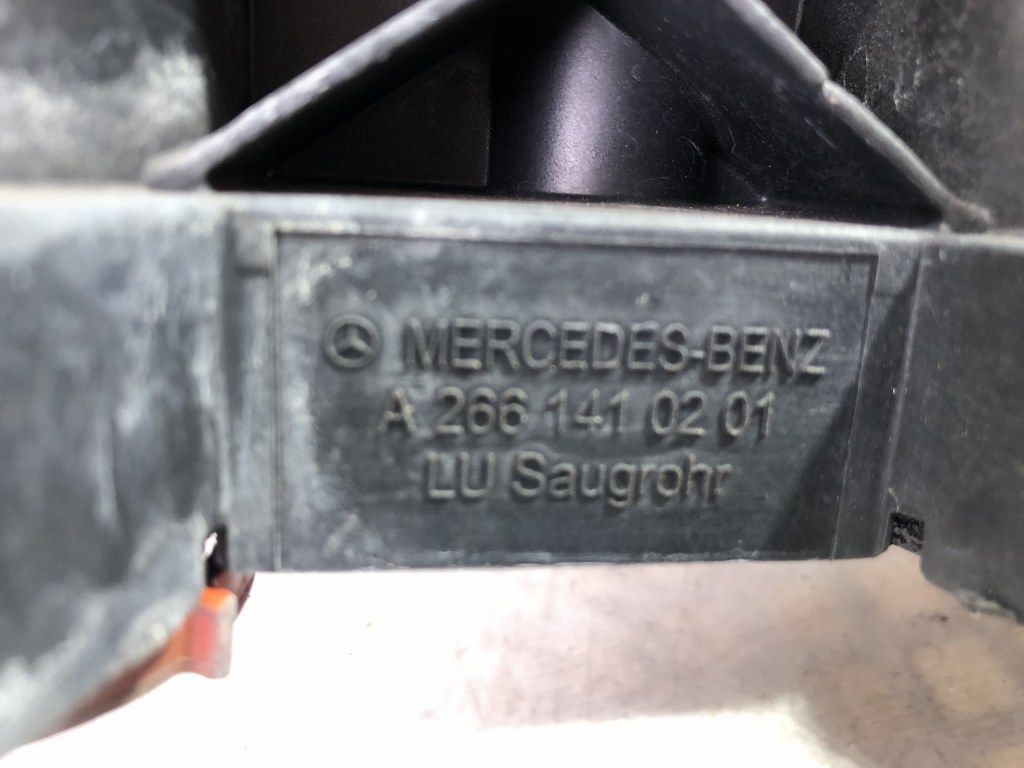 MERCEDES-BENZ
A 266 141 02 01
LU Saugrohr